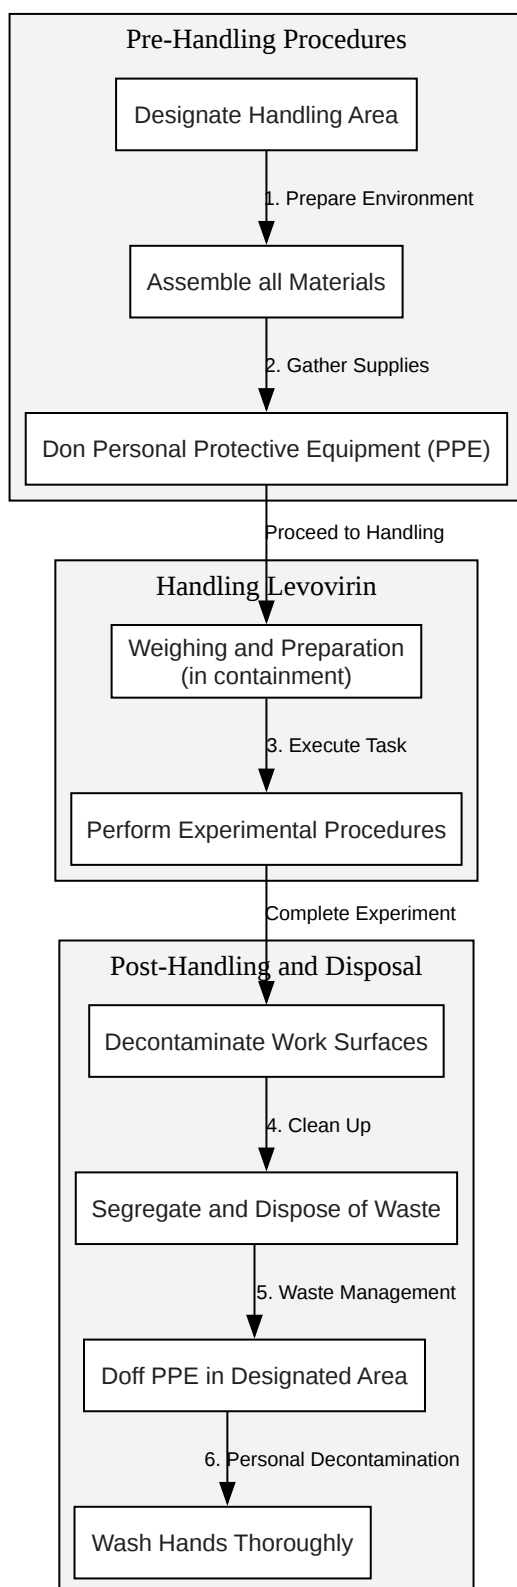 Pre-Handling Procedures
Designate Handling Area
1. Prepare Environment
Assemble all Materials
2. Gather Supplies
Don Personal Protective Equipment (PPE)
Proceed to Handling
Handling Levovirin
Weighing and Preparation
(in containment)
3. Execute Task
Perform Experimental Procedures
Complete Experiment
Post-Handling and Disposal
Decontaminate Work Surfaces
4. Clean Up
Segregate and Dispose of Waste
5. Waste Management
Doff PPE in Designated Area
6. Personal Decontamination
Wash Hands Thoroughly